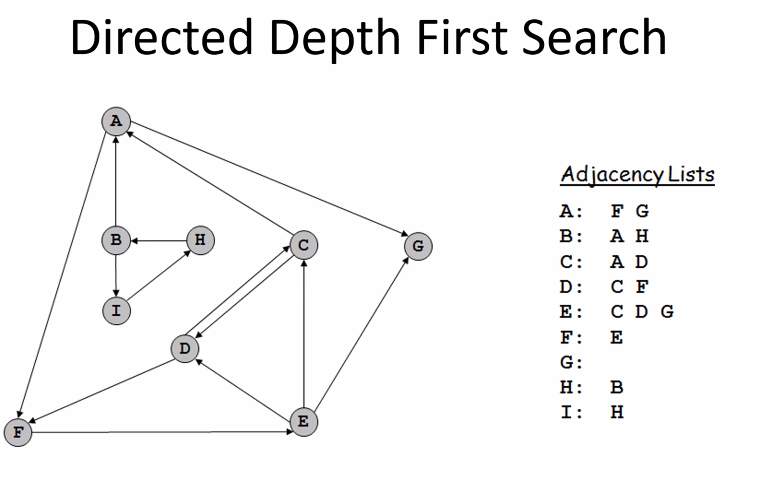 Directed Depth First Search
A
B
H
C
G
I
D
F
E
Adjacency Lists
A: F G
B: A H
C: A D
D: C F
E: C D G
F: E
G:
H: B
I: H